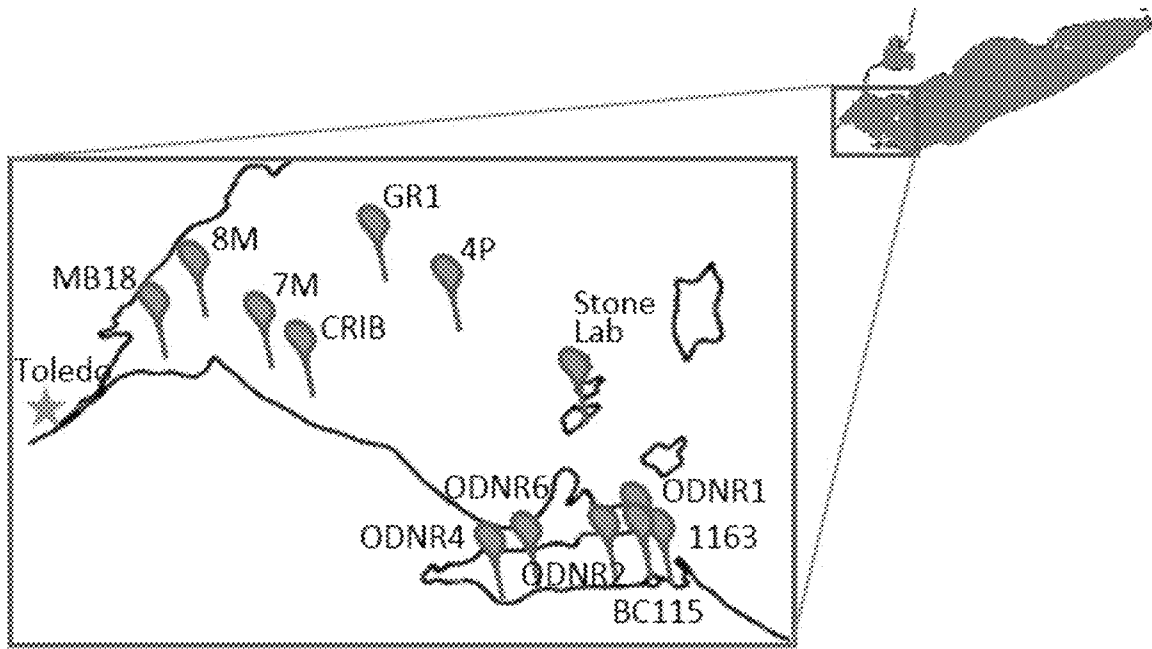 GR1
8M
4P
MB18
7M
Stone
Lab
CRIB
Toledo
ODNR6
ODNR1
ODNR4
1163
ODNR2
BC115